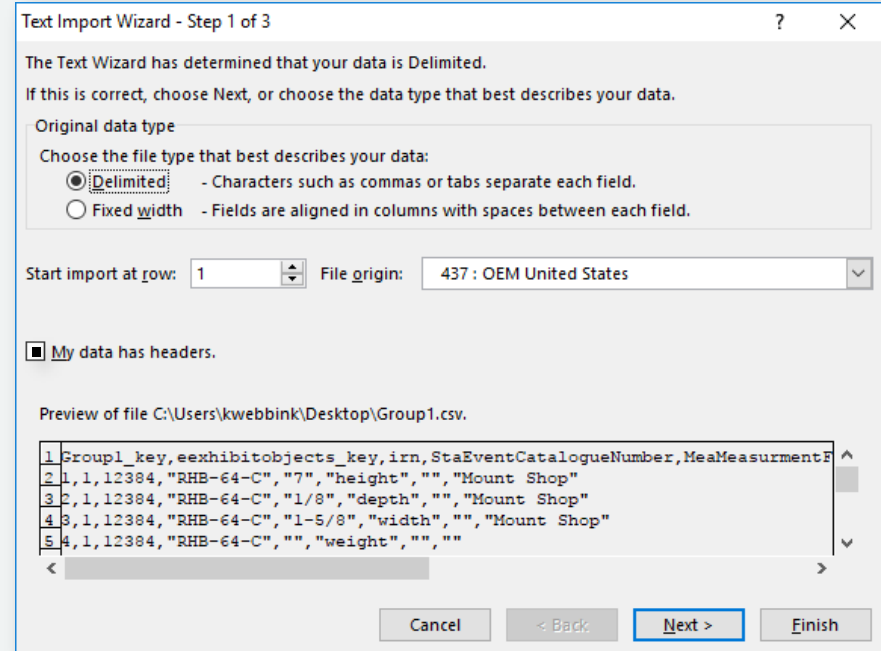 Text Import Wizard - Step 1 of 3 ? ×
The Text Wizard has determined that your data is Delimited.
If this is correct, choose Next, or choose the data type that best describes your data.
Original data type
Choose the file type that best describes your data:
Delimited - Characters such as commas or tabs separate each field.
Fixed width - Fields are aligned in columns with spaces between each field.
Start import at row: 1 File origin: 437 : OEM United States
My data has headers.
Preview of file C:\Users\kwebbink\Desktop\Group1.csv.
1 Group1_key,eexhibitobjects_key,irn,StaEventCatalogueNumber,MeaMeasurmentF
2 1,1,12384,"RHB-64-C","7","height","","Mount Shop"
3 2,1,12384,"RHB-64-C","1/8","depth","","Mount Shop"
4 3,1,12384,"RHB-64-C","1-5/8","width","","Mount Shop"
5 4,1,12384,"RHB-64-C","","weight","",""
Cancel < Back Next > Finish